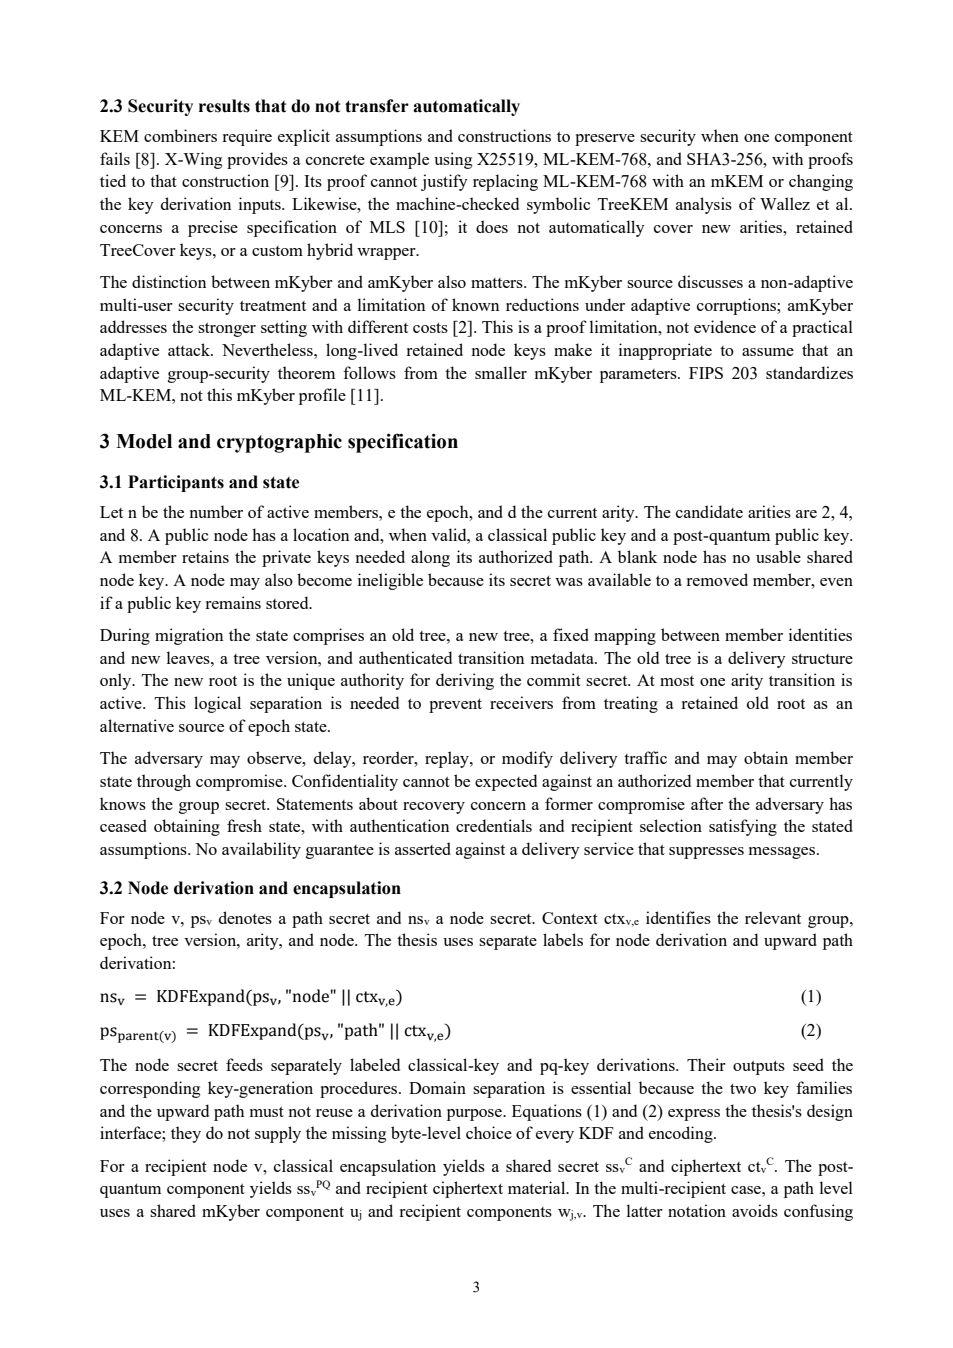 2.3 Security results that do not transfer automatically
KEM combiners require explicit assumptions and constructions to preserve security when one component
fails [8]. X-Wing provides a concrete example using X25519, ML-KEM-768, and SHA3-256, with proofs
tied to that construction [9]. Its proof cannot justify replacing ML-KEM-768 with an mKEM or changing
the key derivation inputs. Likewise, the machine-checked symbolic TreeKEM analysis of Wallez et al.
concerns a precise specification of MLS [10]; it does not automatically cover new arities, retained
TreeCover keys, or a custom hybrid wrapper.
The distinction between mKyber and amKyber also matters. The mKyber source discusses a non-adaptive
multi-user security treatment and a limitation of known reductions under adaptive corruptions; amKyber
addresses the stronger setting with different costs [2]. This is a proof limitation, not evidence of a practical
adaptive attack. Nevertheless, long-lived retained node keys make it inappropriate to assume that an
adaptive group-security theorem follows from the smaller mKyber parameters. FIPS 203 standardizes
ML-KEM, not this mKyber profile [11].
3 Model and cryptographic specification
3.1 Participants and state
Let n be the number of active members, e the epoch, and d the current arity. The candidate arities are 2, 4,
and 8. A public node has a location and, when valid, a classical public key and a post-quantum public key.
A member retains the private keys needed along its authorized path. A blank node has no usable shared
node key. A node may also become ineligible because its secret was available to a removed member, even
if a public key remains stored.
During migration the state comprises an old tree, a new tree, a fixed mapping between member identities
and new leaves, a tree version, and authenticated transition metadata. The old tree is a delivery structure
only. The new root is the unique authority for deriving the commit secret. At most one arity transition is
active. This logical separation is needed to prevent receivers from treating a retained old root as an
alternative source of epoch state.
The adversary may observe, delay, reorder, replay, or modify delivery traffic and may obtain member
state through compromise. Confidentiality cannot be expected against an authorized member that currently
knows the group secret. Statements about recovery concern a former compromise after the adversary has
ceased obtaining fresh state, with authentication credentials and recipient selection satisfying the stated
assumptions. No availability guarantee is asserted against a delivery service that suppresses messages.
3.2 Node derivation and encapsulation
For node v, psᵥ denotes a path secret and nsᵥ a node secret. Context ctxᵥ,ₑ identifies the relevant group,
epoch, tree version, arity, and node. The thesis uses separate labels for node derivation and upward path
derivation:
nsᵥ = KDFExpand(psᵥ, "node" || ctxᵥ,ₑ) (1)
ps_parent(v) = KDFExpand(psᵥ, "path" || ctxᵥ,ₑ) (2)
The node secret feeds separately labeled classical-key and pq-key derivations. Their outputs seed the
corresponding key-generation procedures. Domain separation is essential because the two key families
and the upward path must not reuse a derivation purpose. Equations (1) and (2) express the thesis's design
interface; they do not supply the missing byte-level choice of every KDF and encoding.
For a recipient node v, classical encapsulation yields a shared secret ssᵥ^C and ciphertext ctᵥ^C. The post-
quantum component yields ssᵥ^PQ and recipient ciphertext material. In the multi-recipient case, a path level
uses a shared mKyber component uⱼ and recipient components wⱼ,ᵥ. The latter notation avoids confusing
3